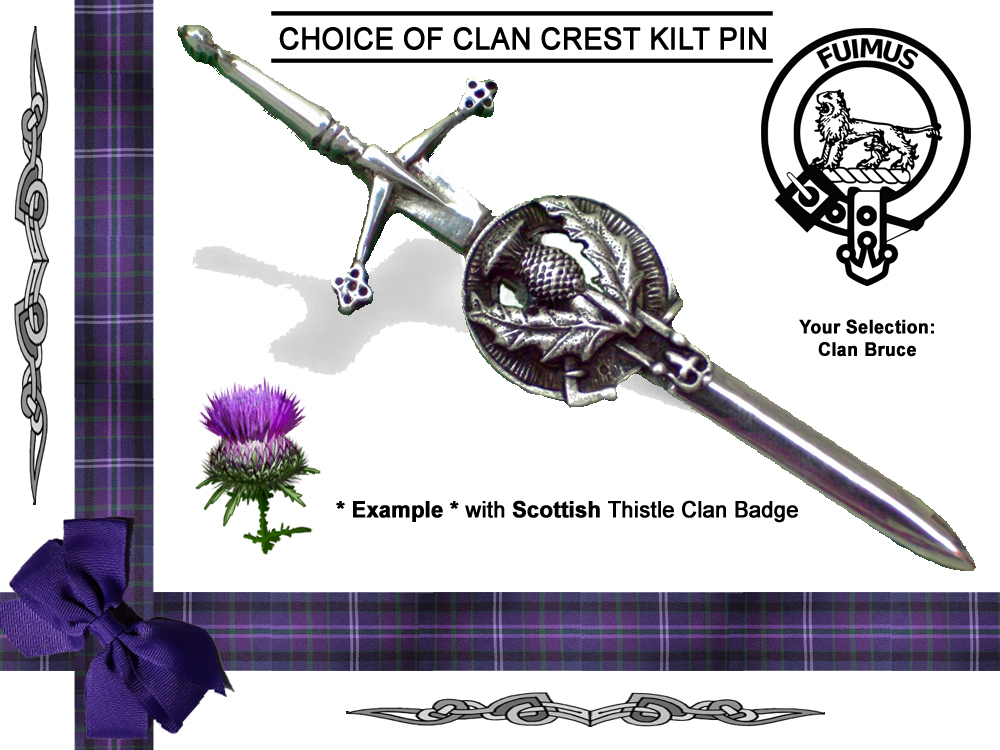 CHOICE OF CLAN CREST KILT PIN
FUIMUS
Your Selection:
Clan Bruce
* Example * with Scottish Thistle Clan Badge